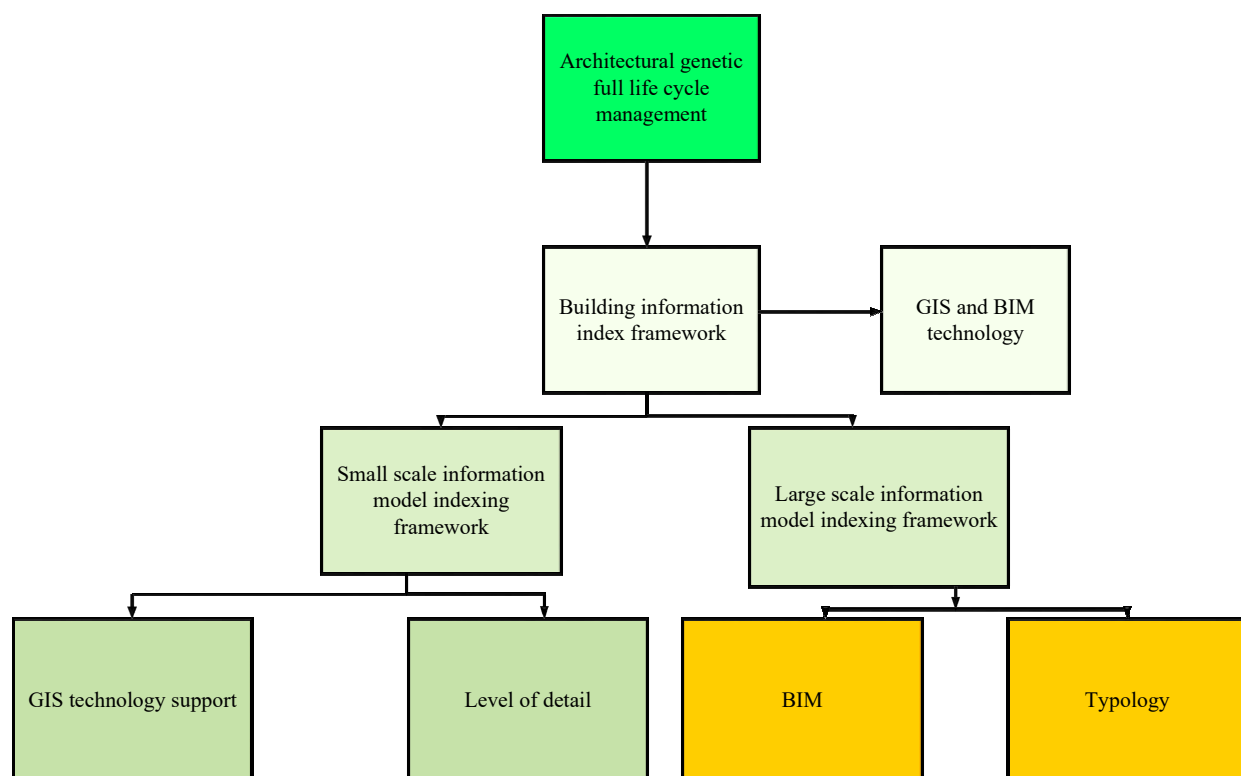 Architectural genetic
full life cycle
management
Building information
index framework
GIS and BIM
technology
Small scale information
model indexing
framework
Large scale information
model indexing framework
GIS technology support
Level of detail
BIM
Typology